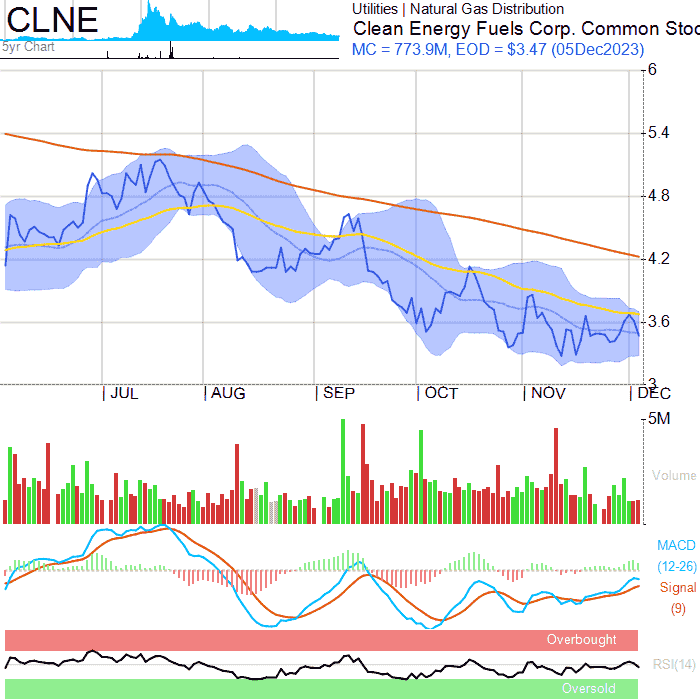 CLNE
5yr Chart
Utilities | Natural Gas Distribution
Clean Energy Fuels Corp. Common Stoc
MC = 773.9M, EOD = $3.47 (05Dec2023)
6
5.4
4.8
4.2
3.6
3
JUL AUG SEP OCT NOV DEC
5M
Volume
MACD
(12-26)
Signal
(9)
Overbought
RSI(14)
Oversold